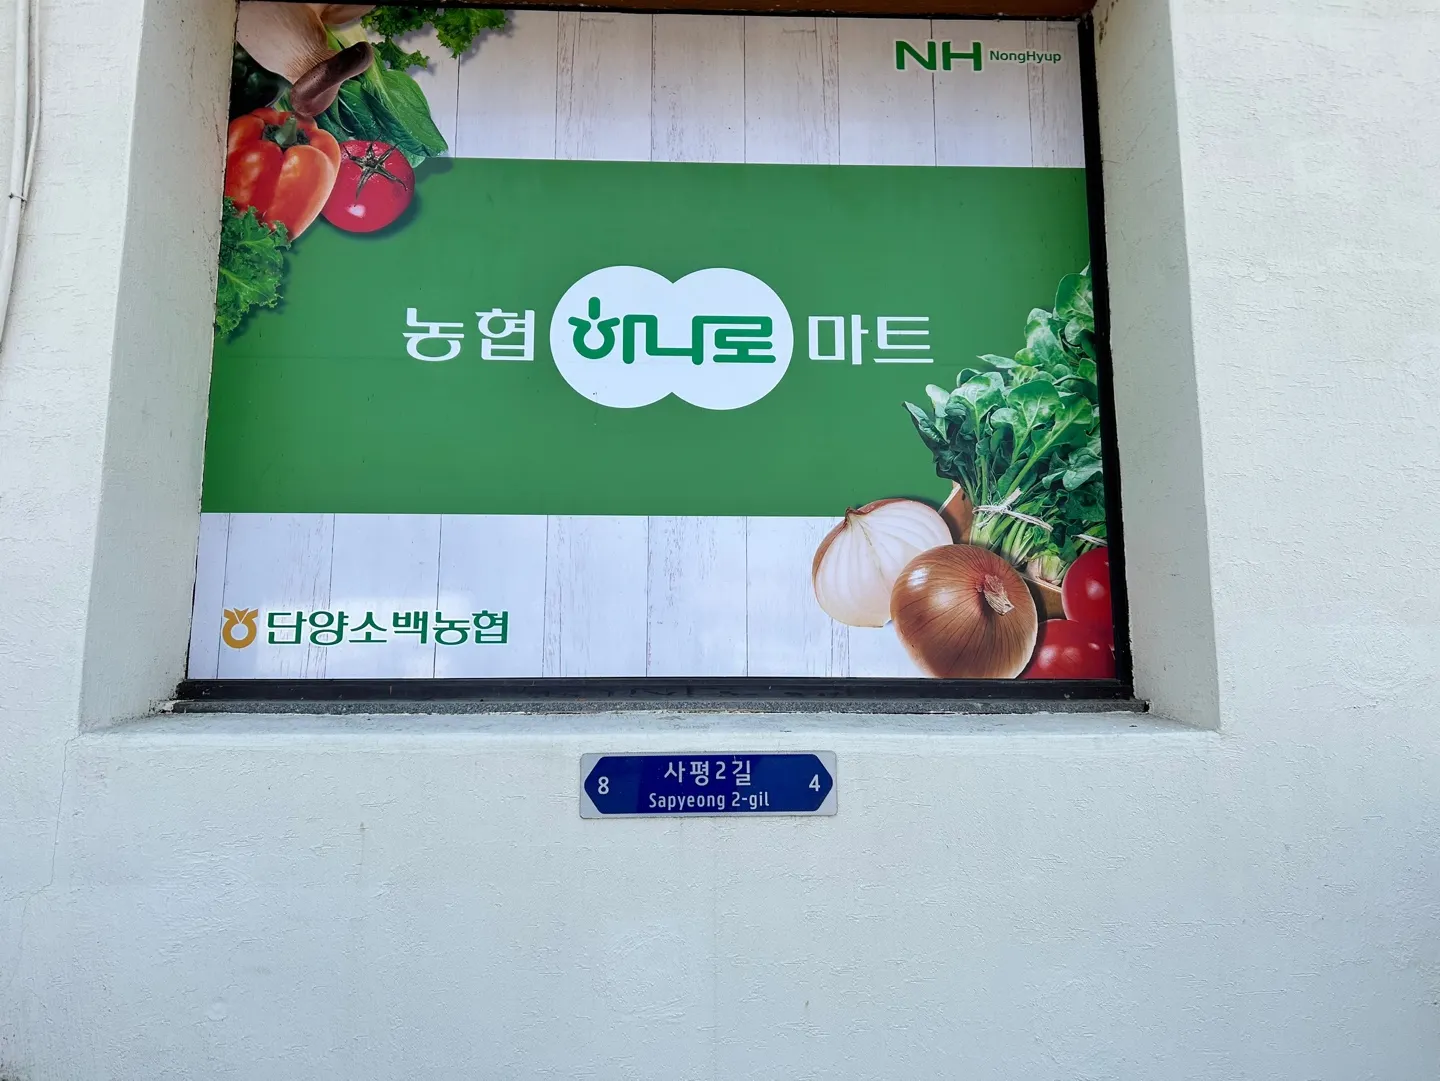 NH NongHyup
농협 하나로 마트
단양소백농협
8 사평2길 4
Sapyeong 2-gil